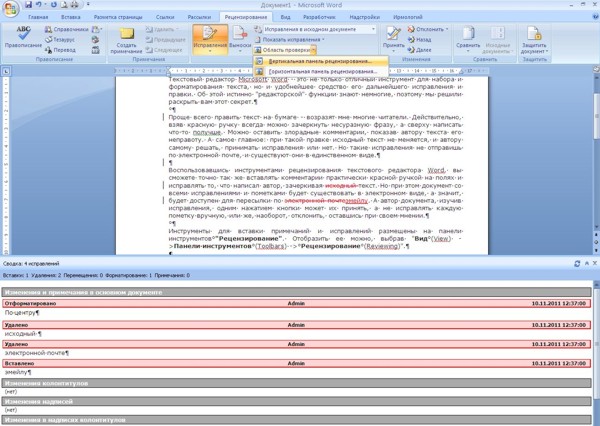 Документ1 - Microsoft Word
Главная Вставка Разметка страницы Ссылки Рассылки Рецензирование Вид Разработчик Надстройки Ирмологий
ABC
Правописание
Справочники
Тезаурус
Перевод
Правописание
Создать примечание
Удалить
Предыдущее
Следующее
Примечания
Исправления
Выноски
Исправления в исходном документе
Показать исправления
Область проверки
Вертикальная панель рецензирования...
Горизонтальная панель рецензирования...
Принять
Отклонить
Назад
Далее
Изменения
Сравнить
Исходные документы
Сравнить
Защитить документ
Защитить
Текстовый редактор Microsoft Word -- это не только отличный инструмент для набора и
форматирования текста, но и удобнейшее средство его дальнейшего исправления и
правки. Об этой истинно "редакторской" функции знают немногие, поэтому мы решили
раскрыть вам этот секрет.¶
Проще всего править текст на бумаге -- возразят мне многие читатели. Действительно,
взяв красную ручку всегда можно зачеркнуть несуразную фразу, а сверху написать
что-то получше. Можно оставить злорадные комментарии, показав автору текста его
неправоту. А самое главное: при такой правке исходный текст не меняется, и автору
самому решать, принимать исправления или нет. Но такие исправления не отправишь
по электронной почте, и существуют они в единственном виде.
¶
Воспользовавшись инструментами рецензирования текстового редактора Word, вы
сможете точно так же вставлять комментарии практически красной ручкой на полях и
исправлять то, что написал автор, зачеркивая исходный текст. Но при этом документ со
всеми исправлениями и пометками будет существовать в электронном виде, а значит,
будет доступен для пересылки по электронной почтеэмейлу. А автор документа, изучив
исправления, одним нажатием кнопки может их принять, а не исправлять каждую
пометку вручную, или же, наоборот, отклонить, оставшись при своем мнении.¶
Инструменты для вставки примечаний и исправлений размещены на панели
инструментов "Рецензирование". Отобразить ее можно, выбрав "Вид (View) -
->Панели инструментов (Toolbars)--> Рецензирование (Reviewing)".¶
Сводка: 4 исправлений
Вставки: 1 Удаления: 2 Перемещения: 0 Форматирование: 1 Примечания: 0
Изменения и примечания в основном документе
Отформатировано Admin 10.11.2011 12:37:00
По центру¶
Удалено Admin 10.11.2011 12:37:00
исходный ¶
Удалено Admin 10.11.2011 12:37:00
электронной почте¶
Вставлено Admin 10.11.2011 12:37:00
эмейлу¶
Изменения колонтитулов
(нет)
Изменения надписей
(нет)
Изменения в надписях колонтитулов